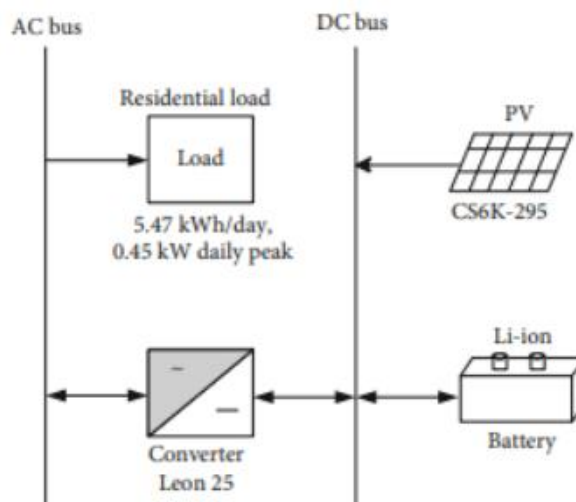 AC bus
DC bus
Residential load
Load
5.47 kWh/day,
0.45 kW daily peak
PV
CS6K-295
~
—
Converter
Leon 25
Li-ion
Battery